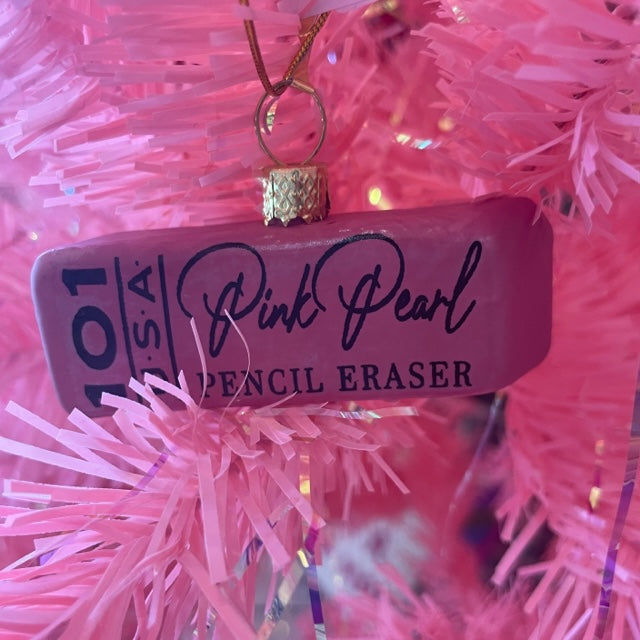 101
U·S·A·
Pink Pearl
PENCIL ERASER